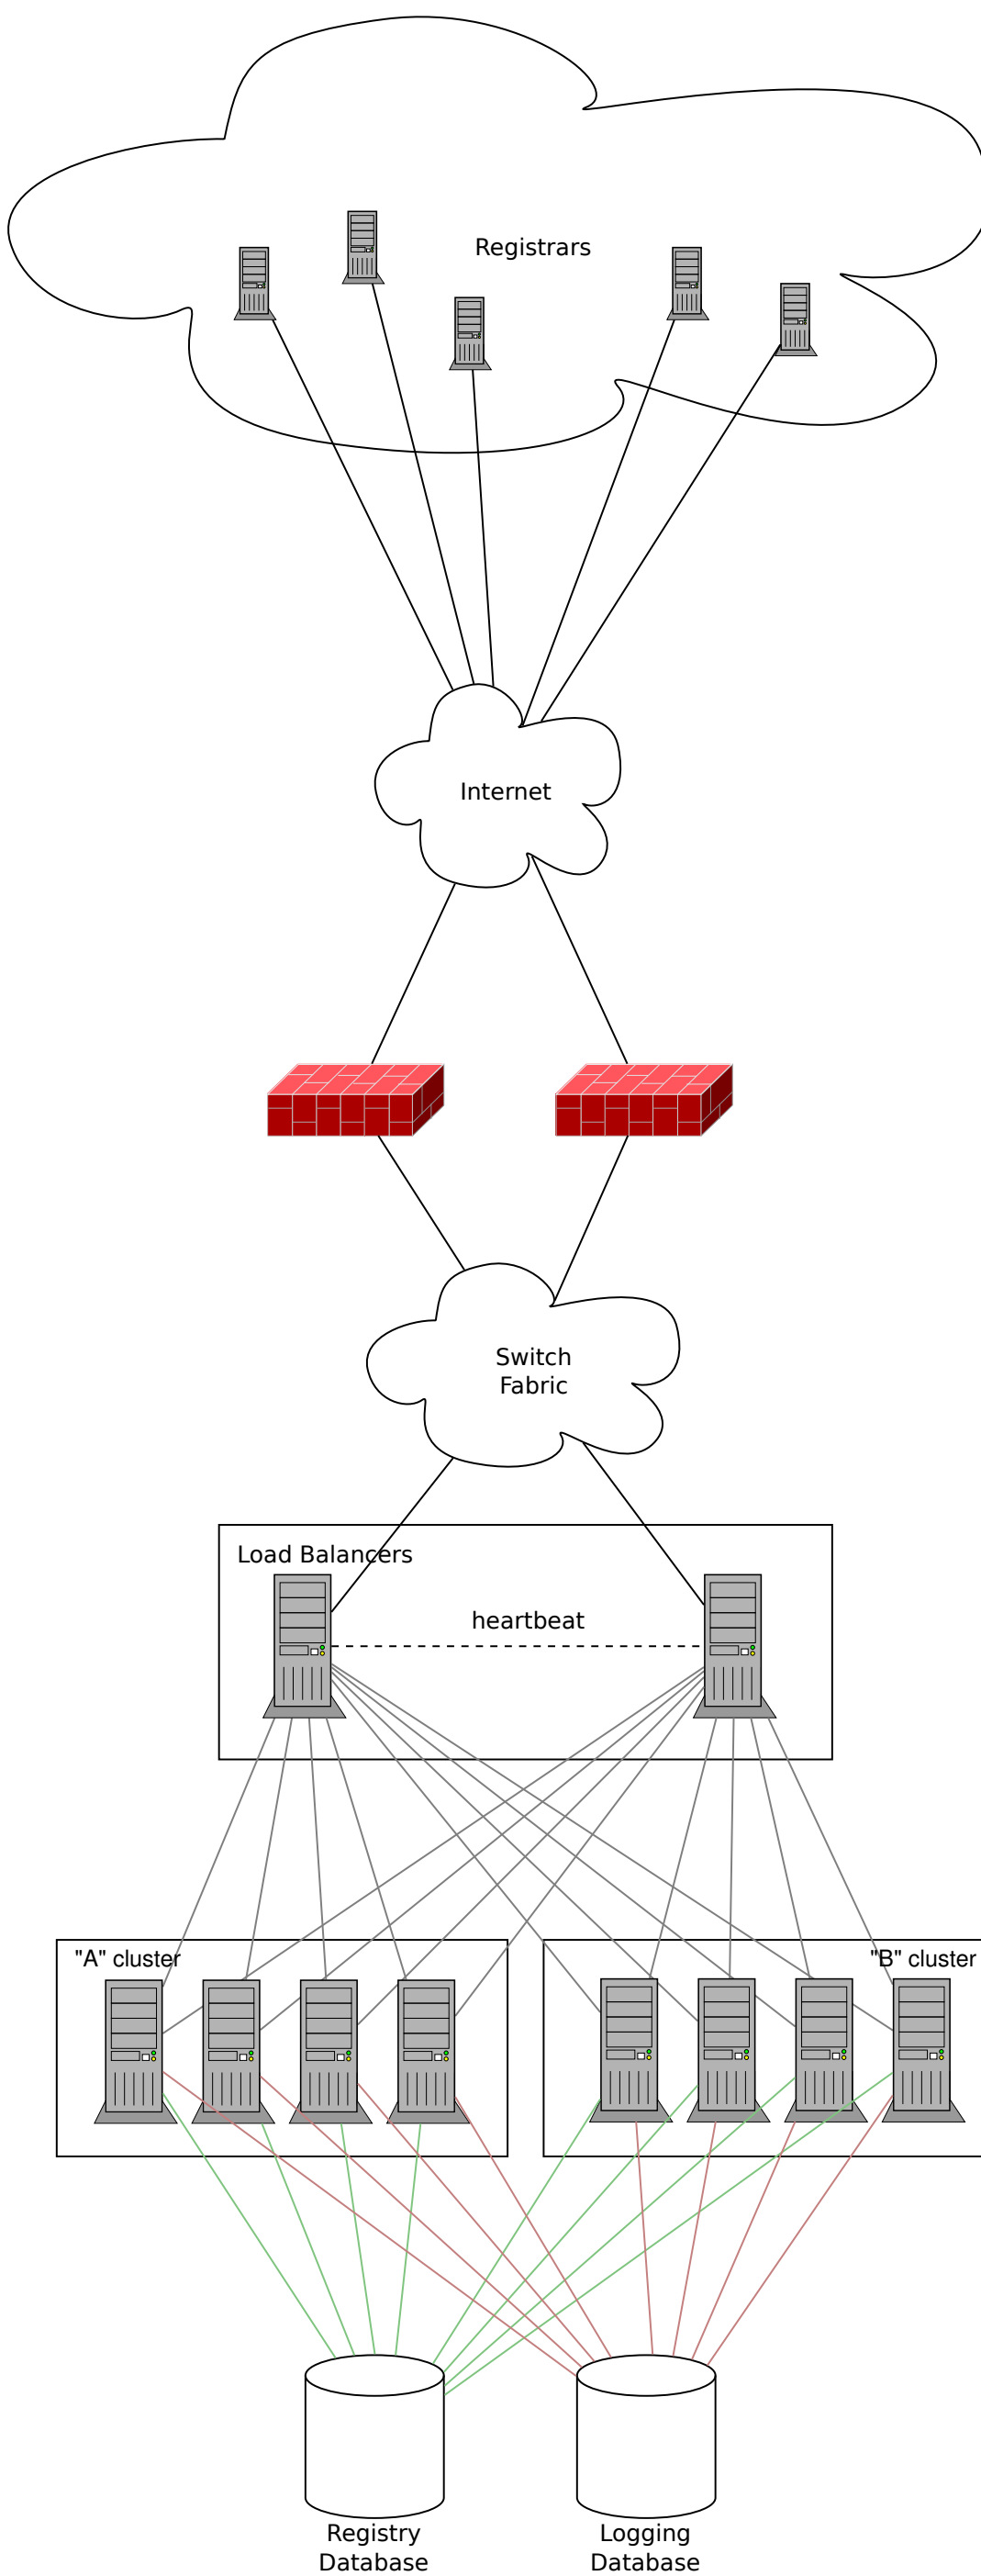 Registrars
Internet
Switch
Fabric
Load Balancers
heartbeat
"A" cluster
"B" cluster
Registry
Database
Logging
Database